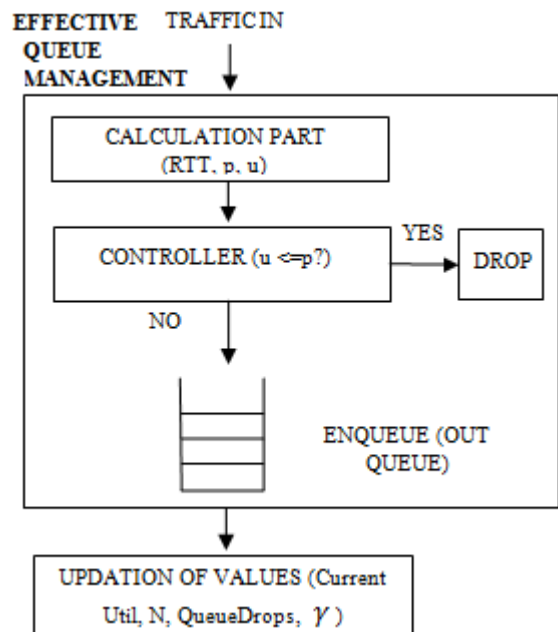 EFFECTIVE
QUEUE
MANAGEMENT
TRAFFIC IN
CALCULATION PART
(RTT, p, u)
CONTROLLER (u <=p?)
YES
DROP
NO
ENQUEUE (OUT
QUEUE)
UPDATION OF VALUES (Current
Util, N, QueueDrops, γ )